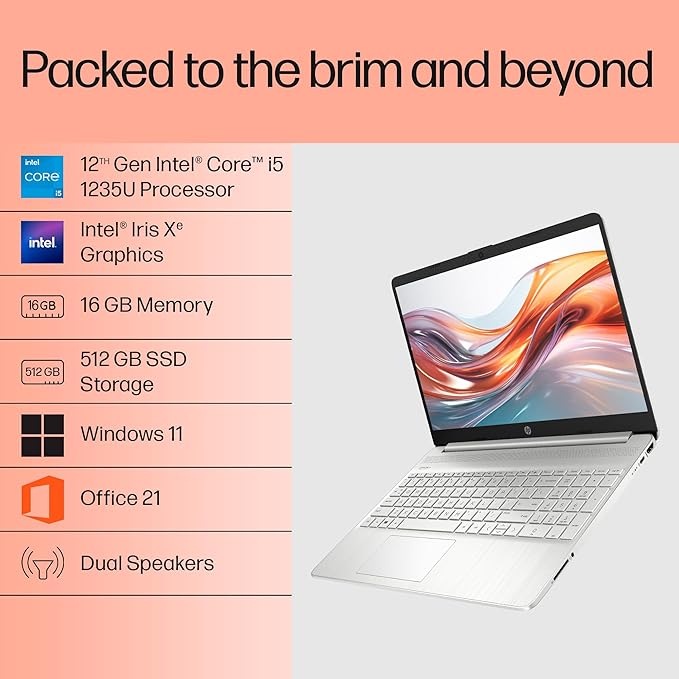 Packed to the brim and beyond
intel
CORE
i5
12TH Gen Intel® Core™ i5
1235U Processor
intel.
Intel® Iris Xe
Graphics
16GB
16 GB Memory
512 GB
512 GB SSD
Storage
Windows 11
Office 21
Dual Speakers
hp